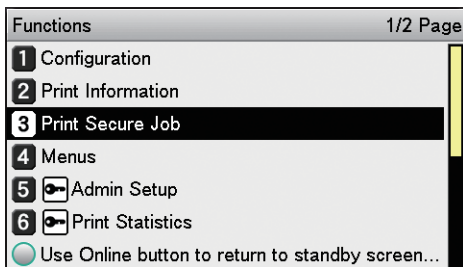 Functions 1/2 Page
1 Configuration
2 Print Information
3 Print Secure Job
4 Menus
5 Admin Setup
6 Print Statistics
Use Online button to return to standby screen...